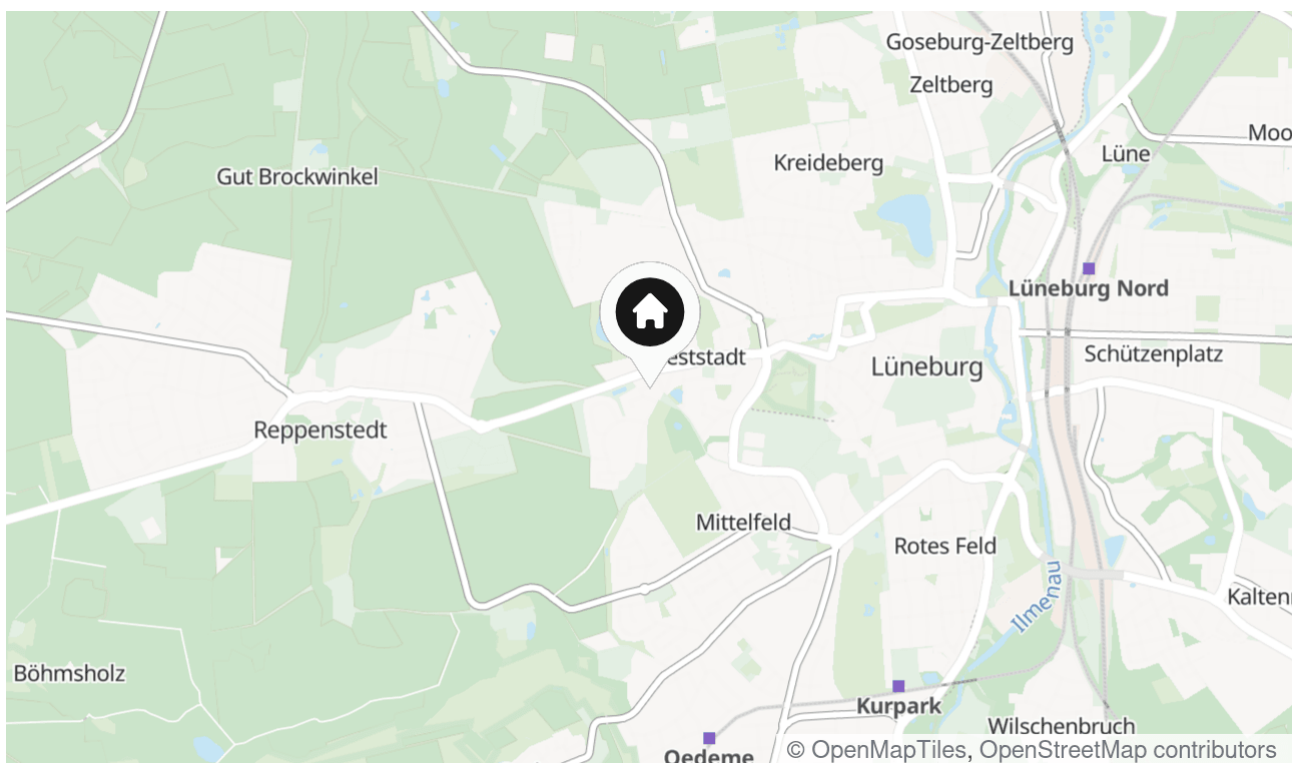 Goseburg-Zeltberg
Zeltberg
Moo
Lüne
Kreideberg
Gut Brockwinkel
Lüneburg Nord
Schützenplatz
eststadt
Lüneburg
Reppenstedt
Mittelfeld
Rotes Feld
Ilmenau
Kalten
Böhmsholz
Kurpark
Wilschenbruch
Oedeme
© OpenMapTiles, OpenStreetMap contributors